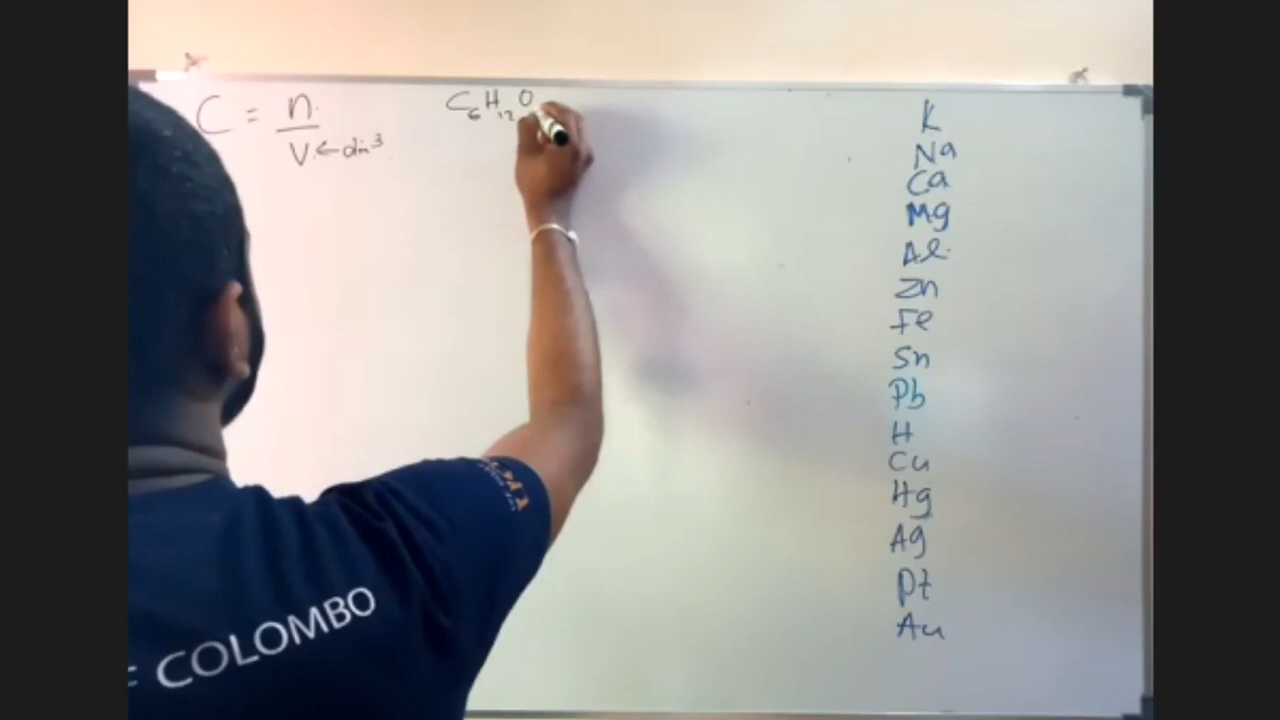 C = n/V ← dm³
C₆H₁₂O
K
Na
Ca
Mg
Al
Zn
Fe
Sn
Pb
H
Cu
Hg
Ag
Pt
Au
COLOMBO